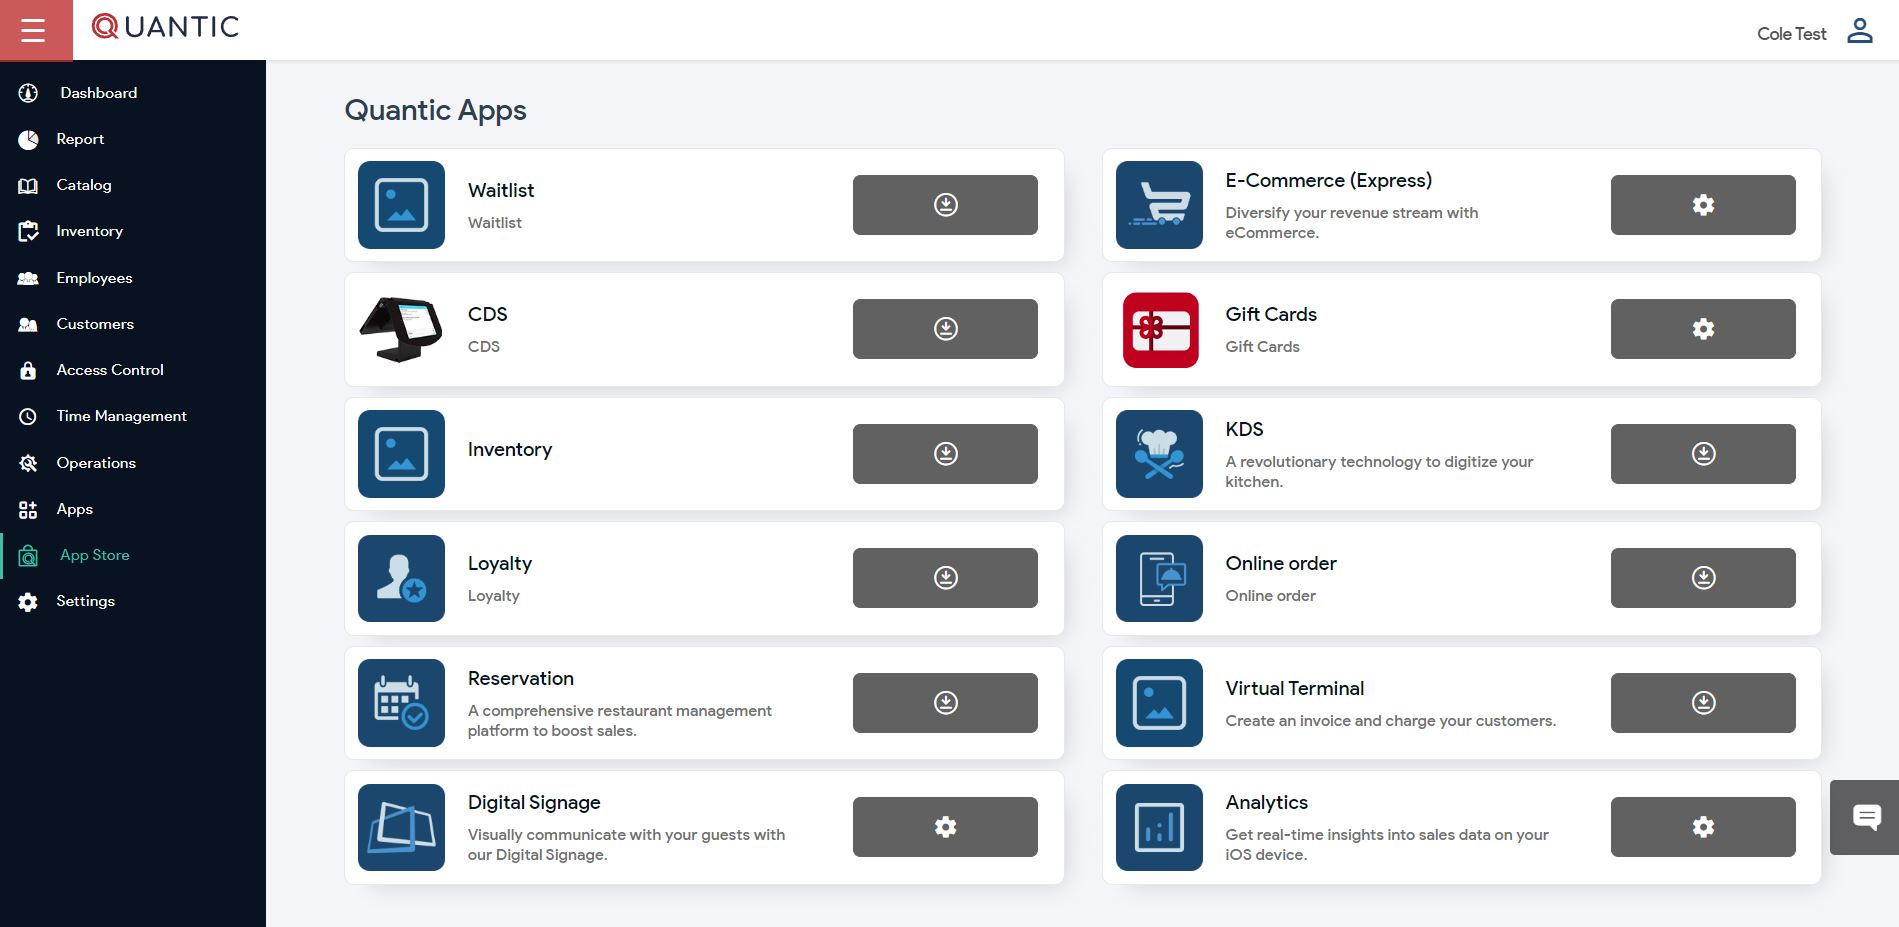 QUANTIC
Cole Test
Dashboard
Report
Catalog
Inventory
Employees
Customers
Access Control
Time Management
Operations
Apps
App Store
Settings
Quantic Apps
Waitlist
Waitlist
E-Commerce (Express)
Diversify your revenue stream with
eCommerce.
CDS
CDS
Gift Cards
Gift Cards
Inventory
KDS
A revolutionary technology to digitize your
kitchen.
Loyalty
Loyalty
Online order
Online order
Reservation
A comprehensive restaurant management
platform to boost sales.
Virtual Terminal
Create an invoice and charge your customers.
Digital Signage
Visually communicate with your guests with
our Digital Signage.
Analytics
Get real-time insights into sales data on your
iOS device.